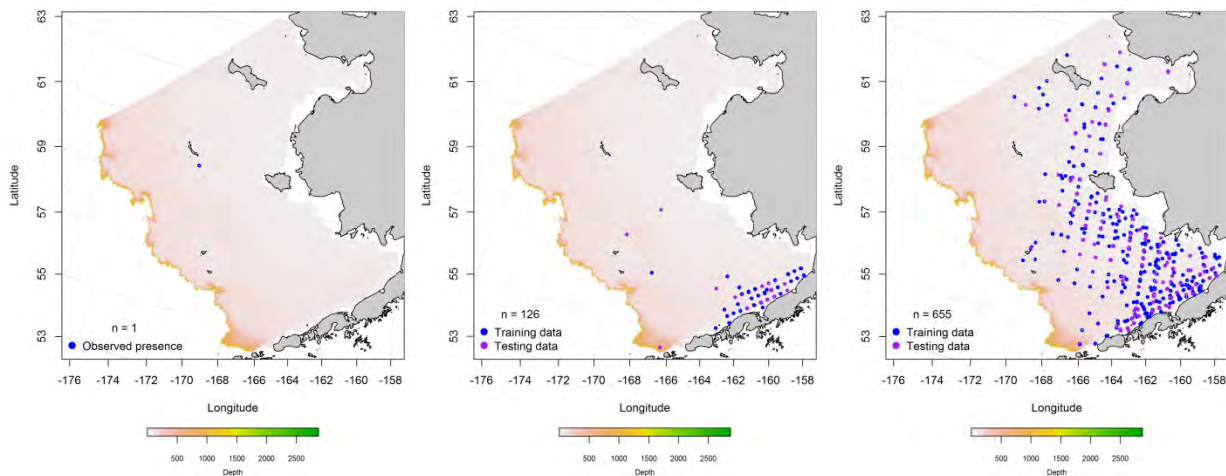 63
61
59
57
55
53
Latitude
n = 1
Observed presence
-176
-172
-170
-168
-166
-164
-162
-160
-158
Longitude
500 1000 1500 2000 2500
Depth
63
61
59
57
55
53
Latitude
n = 126
Training data
Testing data
-176
-172
-170
-168
-166
-164
-162
-160
-158
Longitude
500 1000 1500 2000 2500
Depth
63
61
59
57
55
53
Latitude
n = 655
Training data
Testing data
-176
-172
-170
-168
-166
-164
-162
-160
-158
Longitude
500 1000 1500 2000 2500
Depth